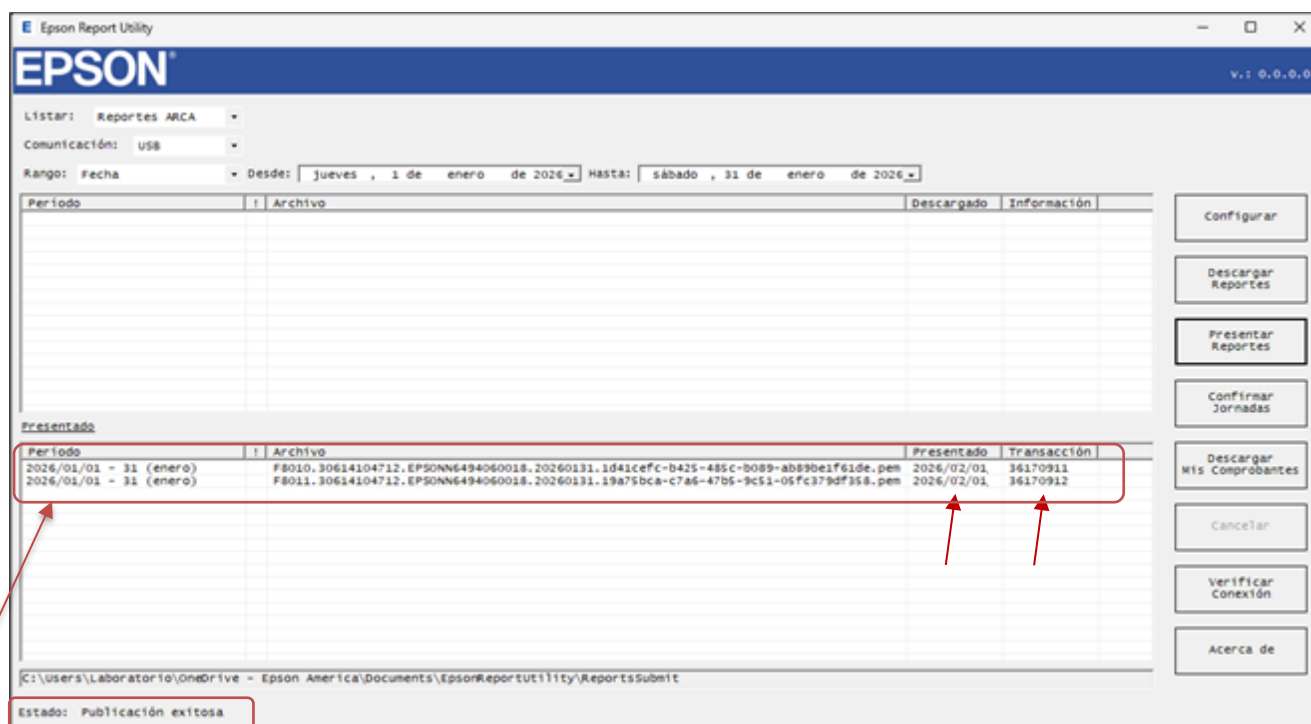 E Epson Report Utility
EPSON®
v.: 0.0.0.0
Listar: Reportes ARCA
Comunicación: USB
Rango: Fecha Desde: jueves , 1 de enero de 2026 Hasta: sábado , 31 de enero de 2026
Período ! Archivo Descargado Información
Configurar
Descargar
Reportes
Presentar
Reportes
Confirmar
Jornadas
Presentado
Período ! Archivo Presentado Transacción
2026/01/01 - 31 (enero) F8010.30614104712.EPSONN6494060018.20260131.1d41cefc-b425-485c-b089-ab89be1f61de.pem 2026/02/01, 36170911
2026/01/01 - 31 (enero) F8011.30614104712.EPSONN6494060018.20260131.19a75bca-c7a6-47b5-9c51-05fc379df358.pem 2026/02/01, 36170912
Descargar
Mis Comprobantes
Cancelar
Verificar
Conexión
Acerca de
C:\Users\Laboratorio\OneDrive - Epson America\Documents\EpsonReportUtility\ReportsSubmit
Estado: Publicación exitosa